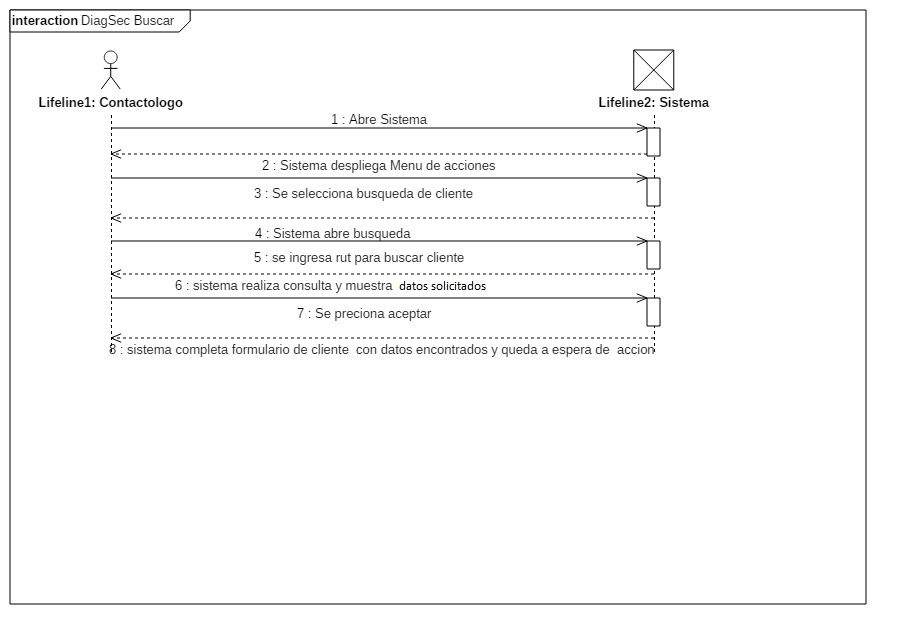 interaction DiagSec Buscar
Lifeline1: Contactologo
Lifeline2: Sistema
1 : Abre Sistema
2 : Sistema despliega Menu de acciones
3 : Se selecciona busqueda de cliente
4 : Sistema abre busqueda
5 : se ingresa rut para buscar cliente
6 : sistema realiza consulta y muestra datos solicitados
7 : Se preciona aceptar
8 : sistema completa formulario de cliente con datos encontrados y queda a espera de accion